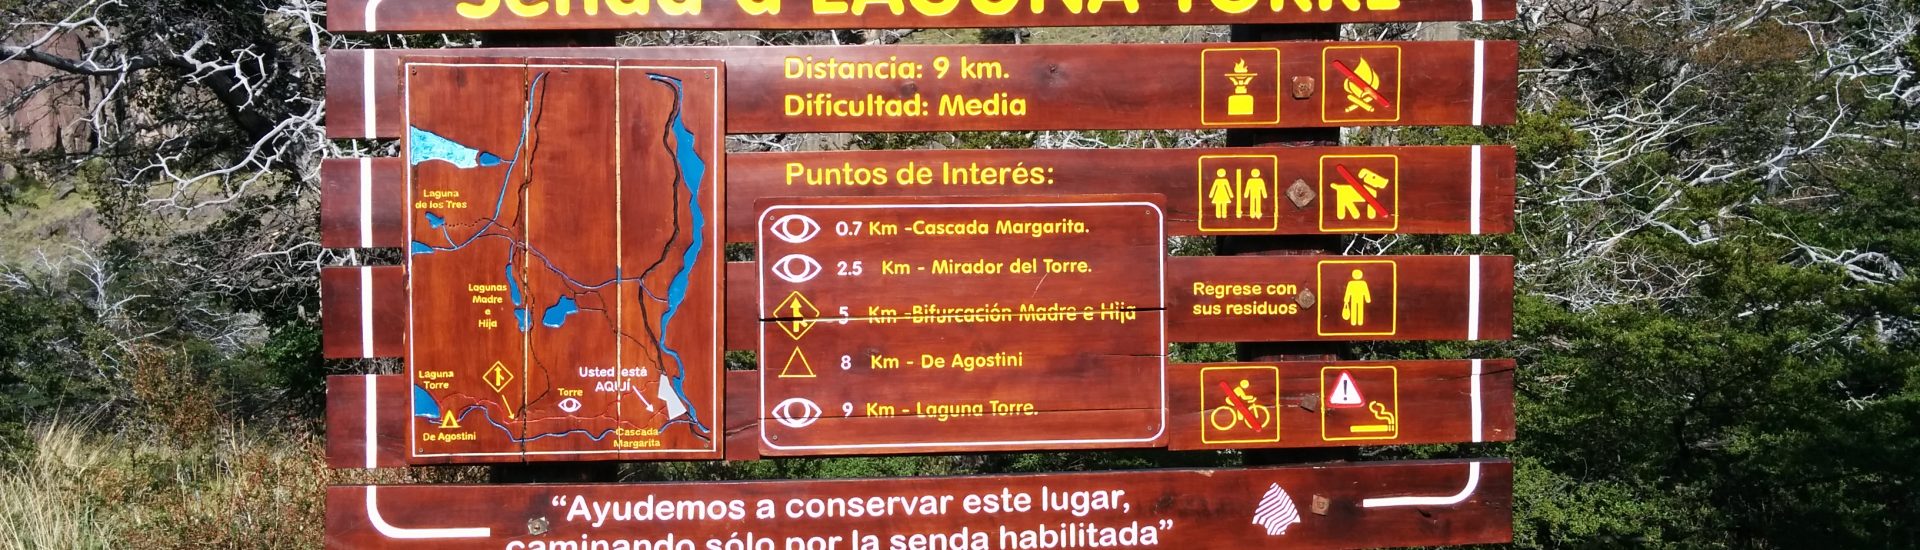 Senda a LAGUNA TORRE
Distancia: 9 km.
Dificultad: Media
Puntos de Interés:
0.7 Km -Cascada Margarita.
2.5 Km - Mirador del Torre.
5 Km -Bifurcación Madre e Hija
8 Km - De Agostini
9 Km - Laguna Torre.
Regrese con
sus residuos
Laguna
de los Tres
Lagunas
Madre
e
Hija
Laguna
Torre
De Agostini
Torre
Usted está
AQUÍ
Cascada
Margarita
“Ayudemos a conservar este lugar,
caminando sólo por la senda habilitada”